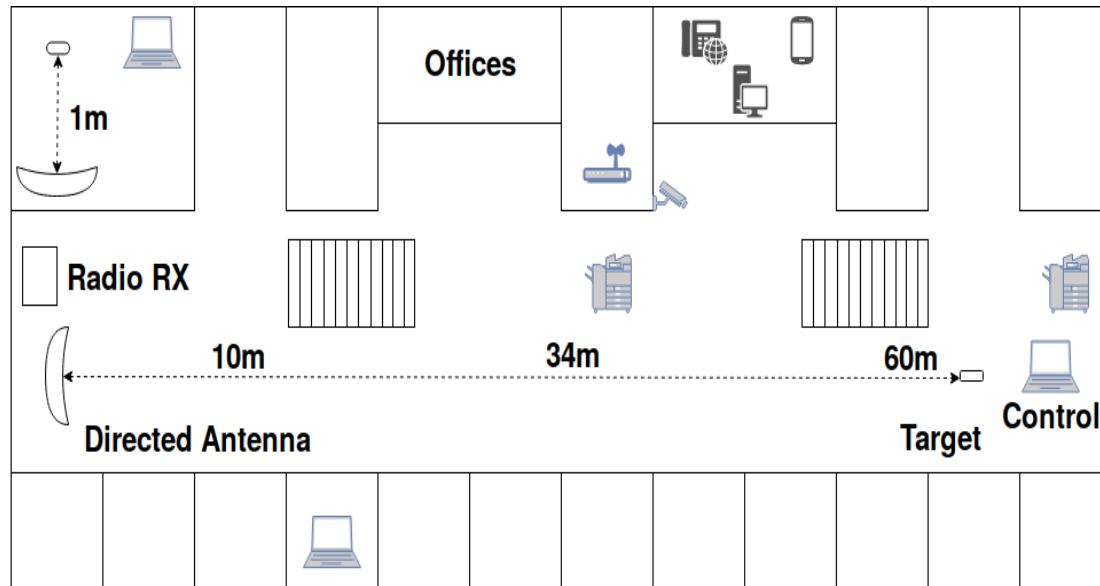 Offices
1m
Radio RX
10m
34m
60m
Control
Directed Antenna
Target